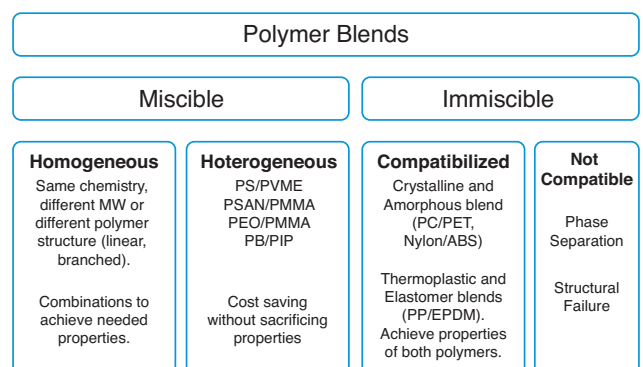 Polymer Blends
Miscible
Immiscible
Homogeneous
Same chemistry,
different MW or
different polymer
structure (linear,
branched).
Combinations to
achieve needed
properties.
Hoterogeneous
PS/PVME
PSAN/PMMA
PEO/PMMA
PB/PIP
Cost saving
without sacrificing
properties
Compatibilized
Crystalline and
Amorphous blend
(PC/PET,
Nylon/ABS)
Thermoplastic and
Elastomer blends
(PP/EPDM).
Achieve properties
of both polymers.
Not
Compatible
Phase
Separation
Structural
Failure